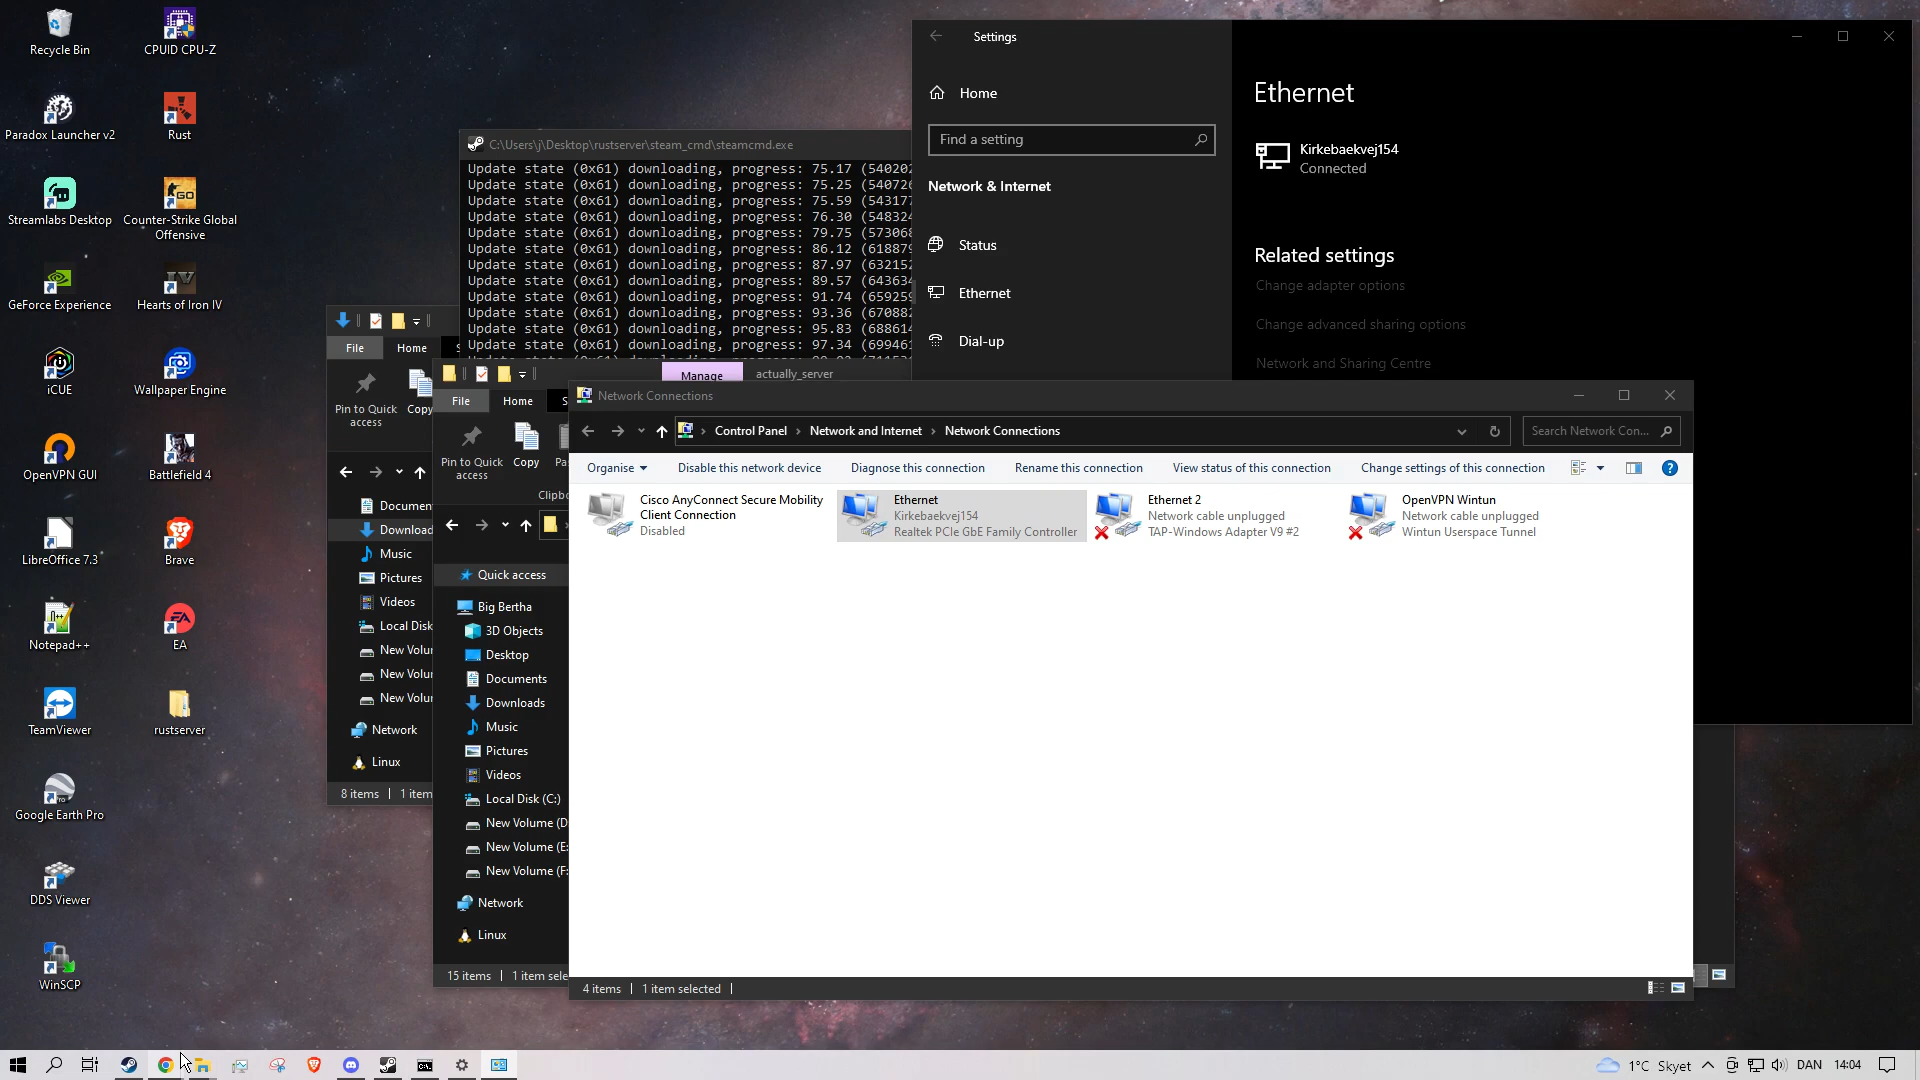 Recycle Bin
CPUID CPU-Z
Paradox Launcher v2
Rust
Streamlabs Desktop
Counter-Strike Global
Offensive
GeForce Experience
Hearts of Iron IV
iCUE
Wallpaper Engine
OpenVPN GUI
Battlefield 4
LibreOffice 7.3
Brave
Notepad++
EA
TeamViewer
rustserver
Google Earth Pro
DDS Viewer
WinSCP
C:\Users\j\Desktop\rustserver\steam_cmd\steamcmd.exe
Update state (0x61) downloading, progress: 75.17 (540202
Update state (0x61) downloading, progress: 75.25 (54072
Update state (0x61) downloading, progress: 75.59 (54317
Update state (0x61) downloading, progress: 76.30 (548324
Update state (0x61) downloading, progress: 79.75 (573068
Update state (0x61) downloading, progress: 86.12 (618879
Update state (0x61) downloading, progress: 87.97 (632152
Update state (0x61) downloading, progress: 89.57 (643634
Update state (0x61) downloading, progress: 91.74 (659259
Update state (0x61) downloading, progress: 93.36 (670882
Update state (0x61) downloading, progress: 95.83 (688614
Update state (0x61) downloading, progress: 97.34 (699461
Settings
Home
Find a setting
Network & Internet
Status
Ethernet
Dial-up
Ethernet
Kirkebaekvej154
Connected
Related settings
Change adapter options
Change advanced sharing options
Network and Sharing Centre
File
Home
Pin to Quick
access
Copy
Documen
Download
Music
Pictures
Videos
Local Disk
New Volu
New Volu
New Volu
Network
Linux
8 items
1 item
Manage
actually_server
File
Home
Pin to Quick
access
Copy
Pa
Clipb
Quick access
Big Bertha
3D Objects
Desktop
Documents
Downloads
Music
Pictures
Videos
Local Disk (C:)
New Volume (D
New Volume (E:
New Volume (F:
Network
Linux
15 items
1 item sele
Network Connections
Control Panel
Network and Internet
Network Connections
Search Network Con...
Organise
Disable this network device
Diagnose this connection
Rename this connection
View status of this connection
Change settings of this connection
Cisco AnyConnect Secure Mobility
Client Connection
Disabled
Ethernet
Kirkebaekvej154
Realtek PCIe GbE Family Controller
Ethernet 2
Network cable unplugged
TAP-Windows Adapter V9 #2
OpenVPN Wintun
Network cable unplugged
Wintun Userspace Tunnel
4 items
1 item selected
1°C Skyet
DAN
14:04